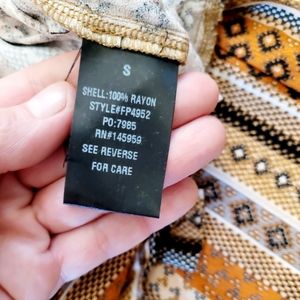 S
SHELL:100% RAYON
STYLE#FP4952
PO:7985
RN#145959
SEE REVERSE
FOR CARE